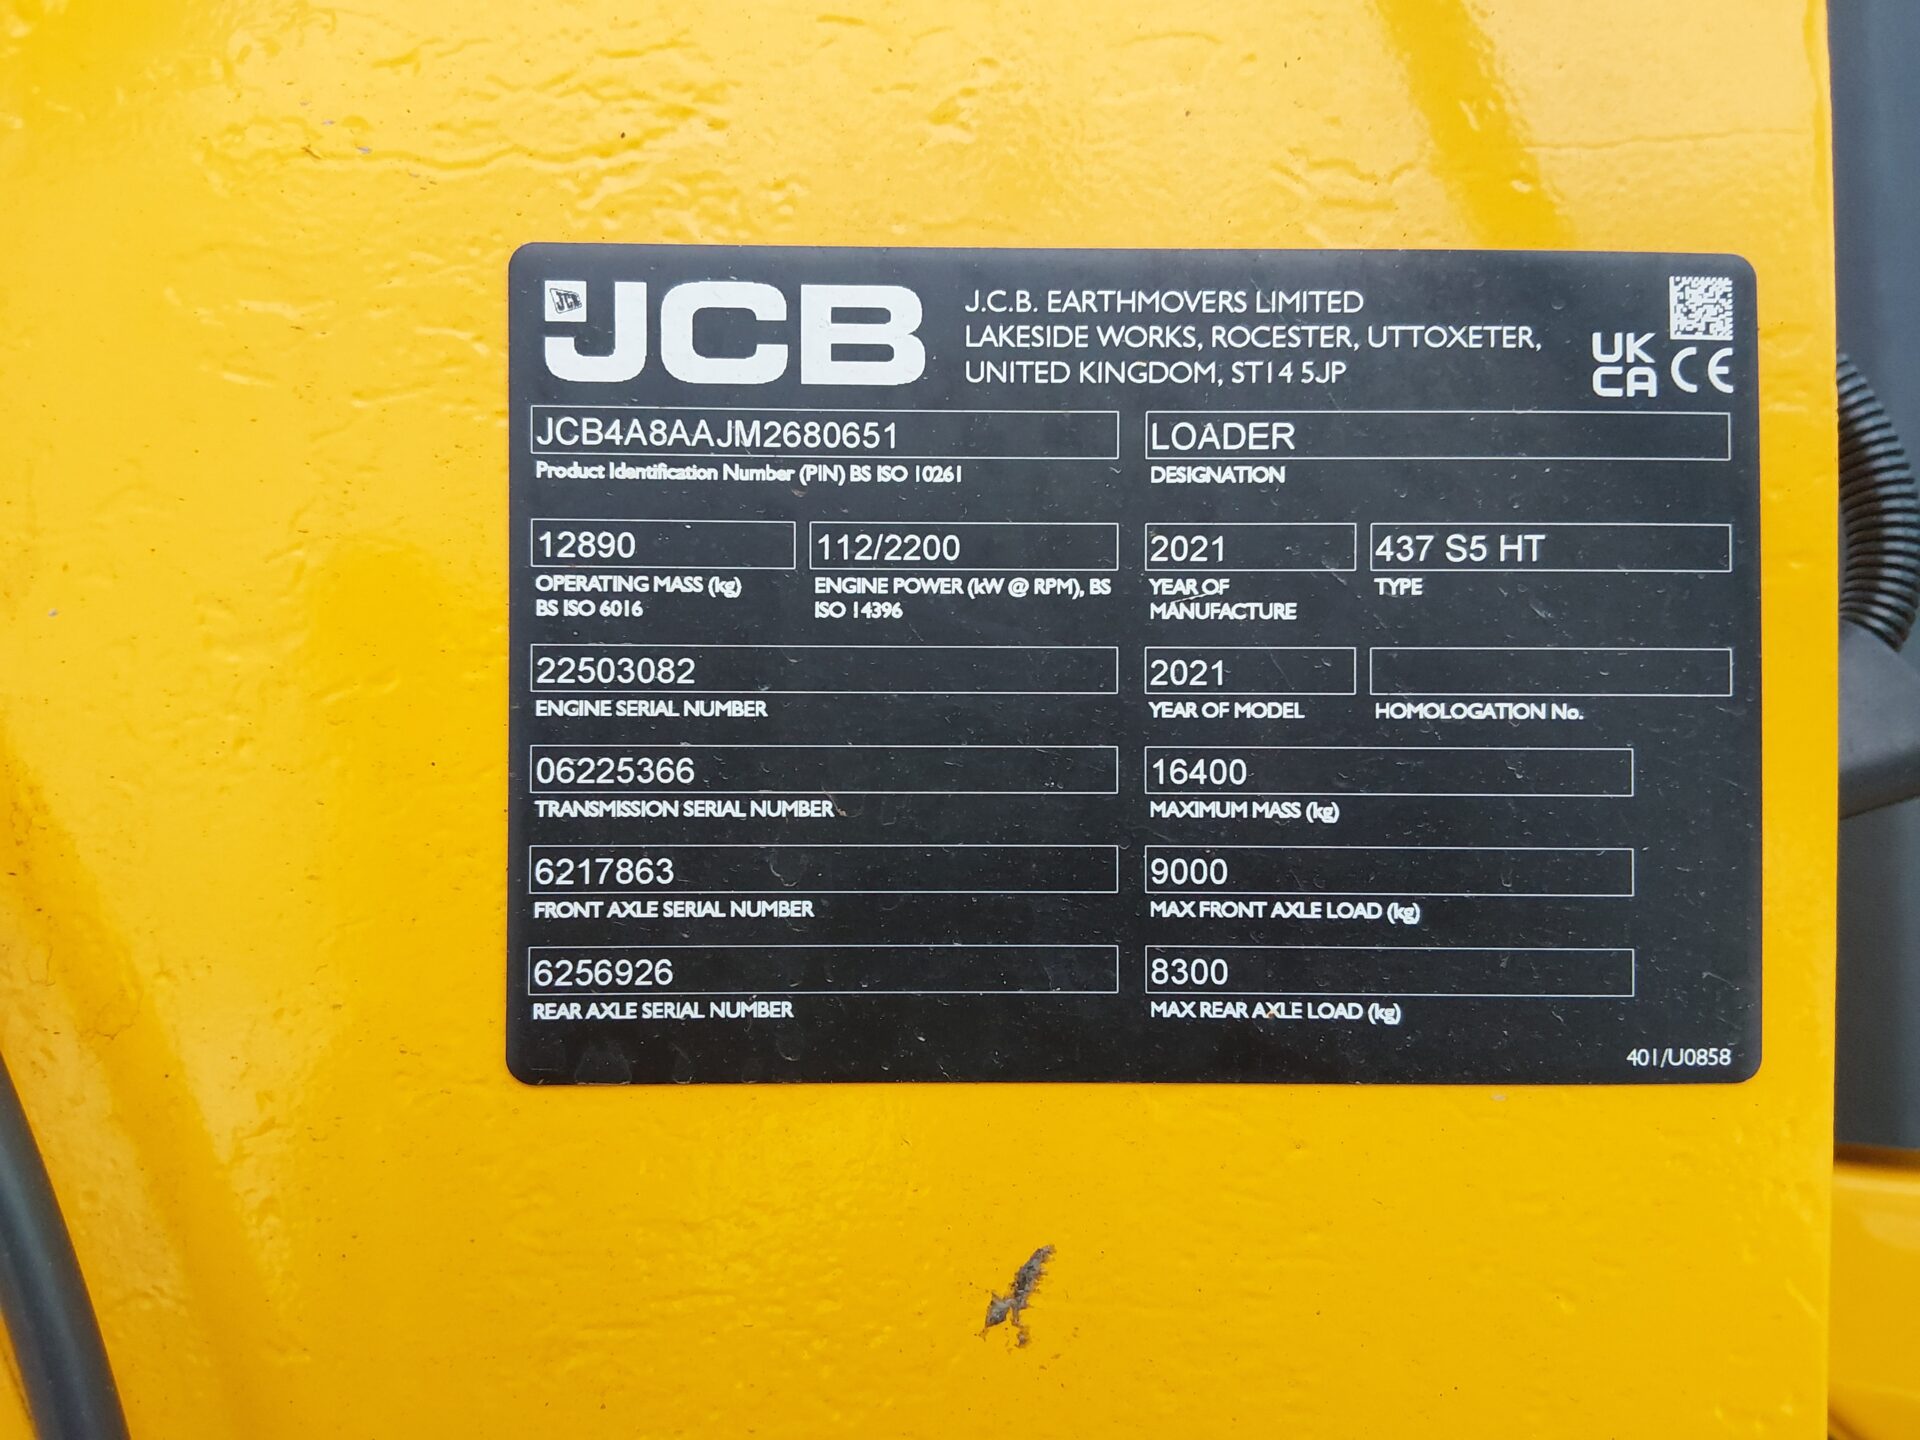 JCB
J.C.B. EARTHMOVERS LIMITED
LAKESIDE WORKS, ROCESTER, UTTOXETER,
UNITED KINGDOM, ST14 5JP
UK
CA
CE
JCB4A8AAJM2680651
Product Identification Number (PIN) BS ISO 10261
LOADER
DESIGNATION
12890
OPERATING MASS (kg)
BS ISO 6016
112/2200
ENGINE POWER (kW @ RPM), BS
ISO 14396
2021
YEAR OF
MANUFACTURE
437 S5 HT
TYPE
22503082
ENGINE SERIAL NUMBER
2021
YEAR OF MODEL
HOMOLOGATION No.
06225366
TRANSMISSION SERIAL NUMBER
16400
MAXIMUM MASS (kg)
6217863
FRONT AXLE SERIAL NUMBER
9000
MAX FRONT AXLE LOAD (kg)
6256926
REAR AXLE SERIAL NUMBER
8300
MAX REAR AXLE LOAD (kg)
401/U0858